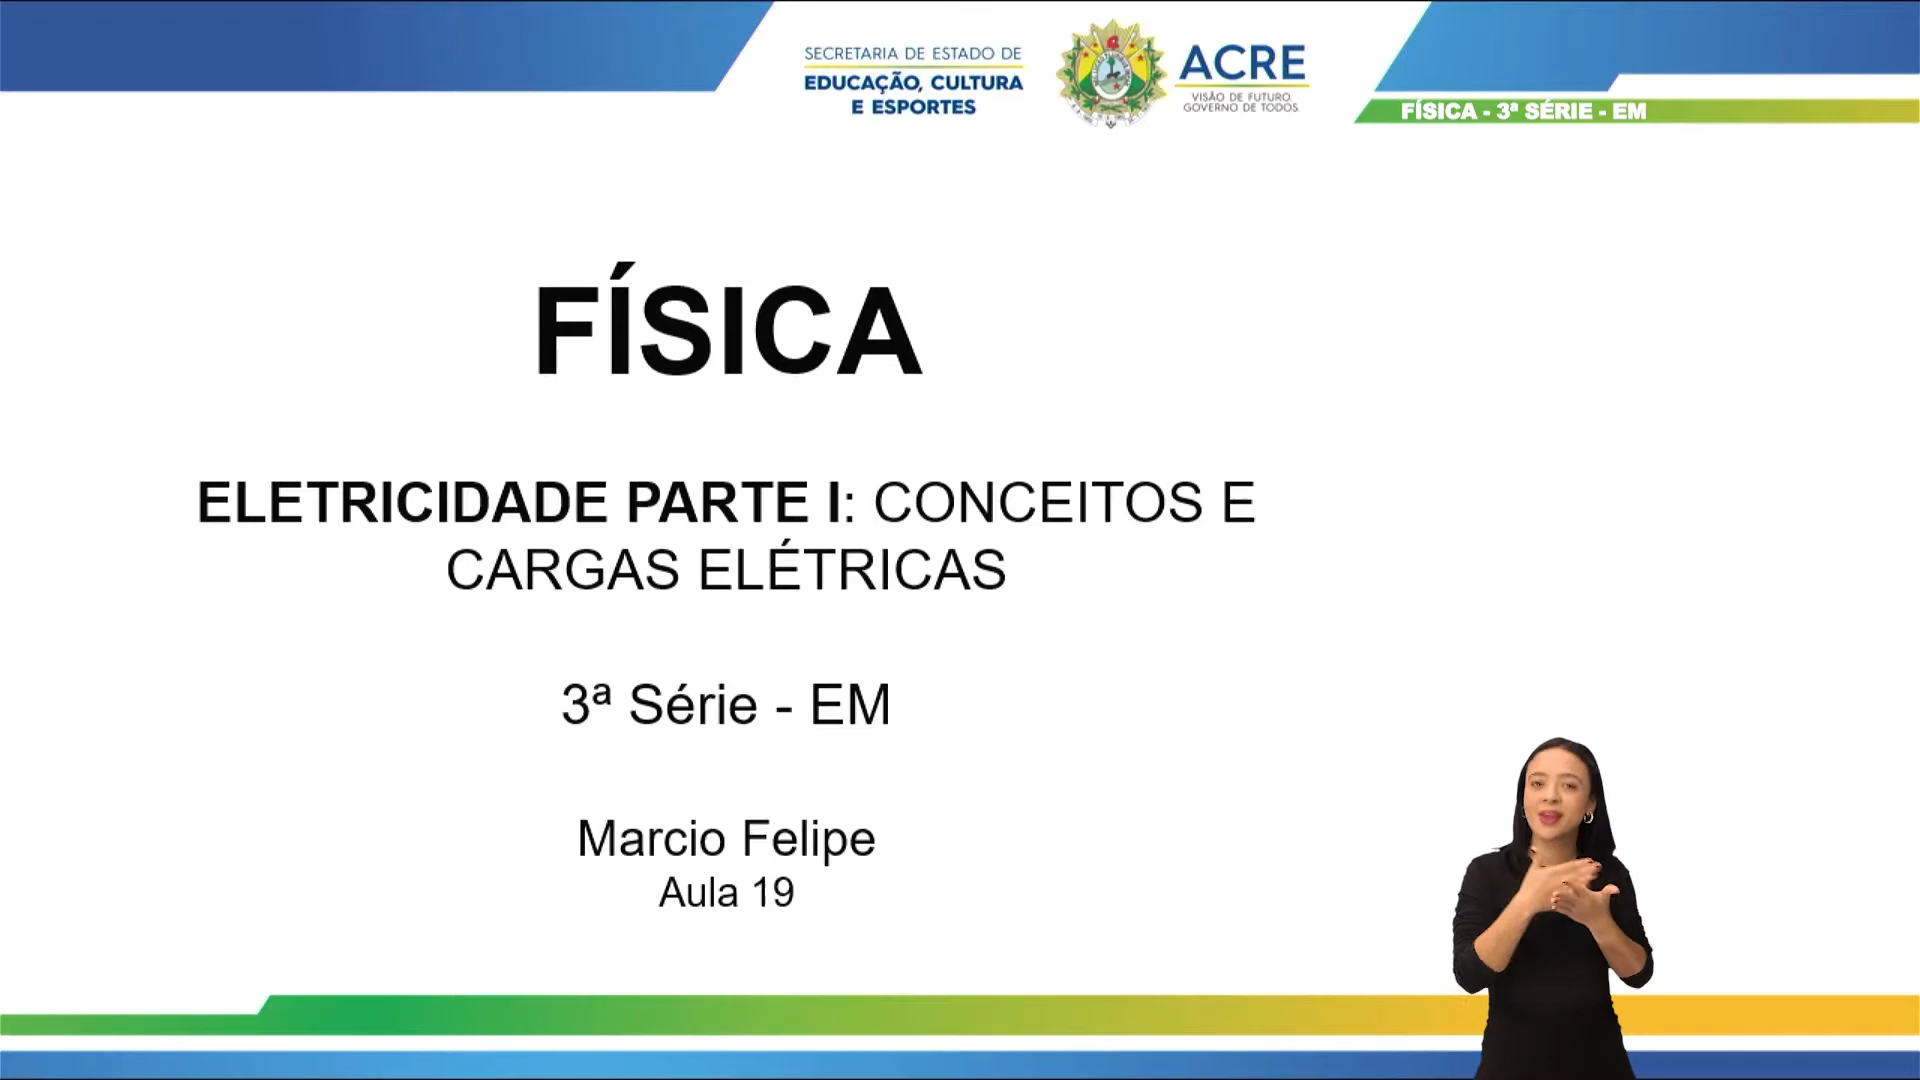 SECRETARIA DE ESTADO DE
EDUCAÇÃO, CULTURA
E ESPORTES
ACRE
VISÃO DE FUTURO
GOVERNO DE TODOS
FÍSICA - 3ª SÉRIE - EM
FÍSICA
ELETRICIDADE PARTE I: CONCEITOS E
CARGAS ELÉTRICAS
3ª Série - EM
Marcio Felipe
Aula 19